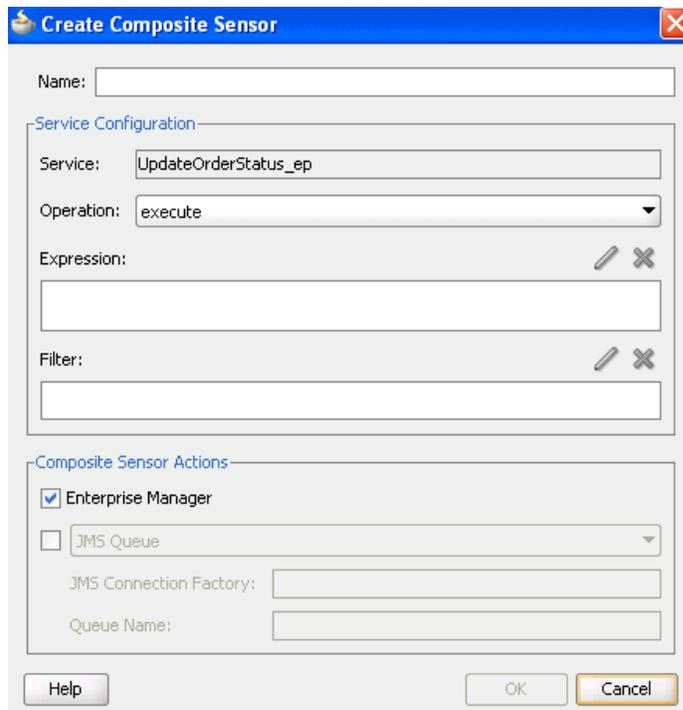 Create Composite Sensor
Name:
Service Configuration
Service: UpdateOrderStatus_ep
Operation: execute
Expression:
Filter:
Composite Sensor Actions
Enterprise Manager
JMS Queue
JMS Connection Factory:
Queue Name:
Help OK Cancel